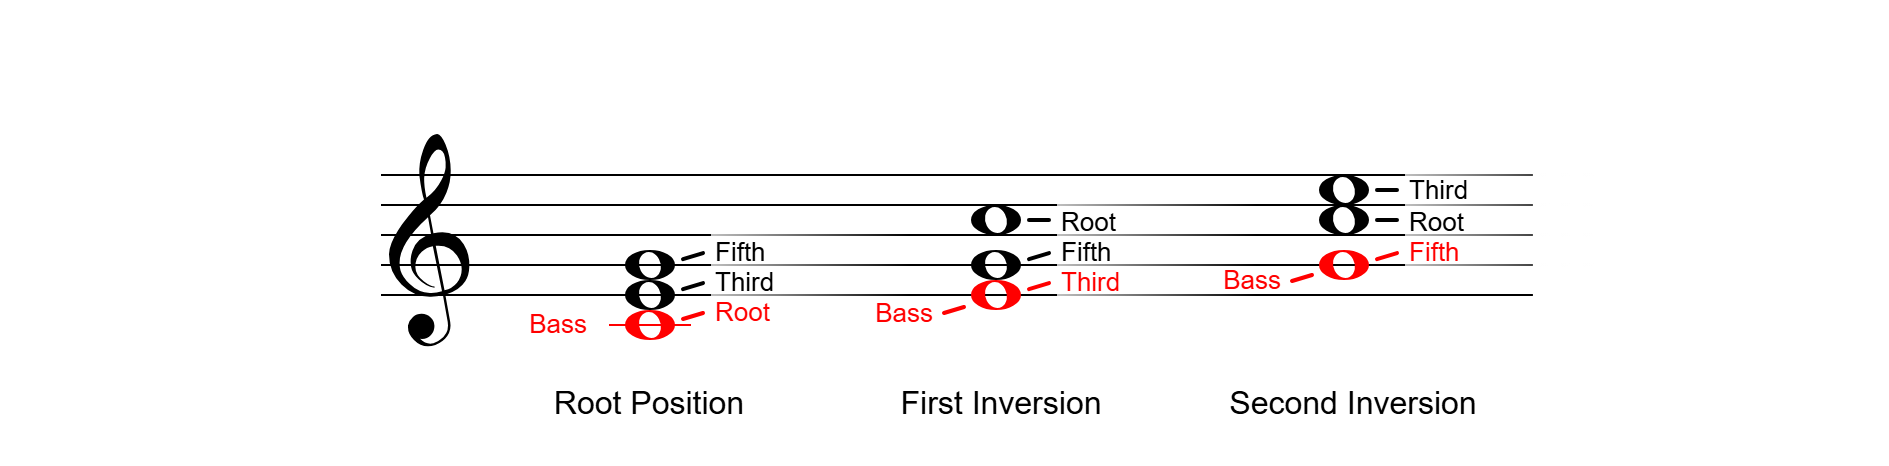 Fifth
Third
Root
Bass
Root Position
Root
Fifth
Third
Bass
First Inversion
Third
Root
Fifth
Bass
Second Inversion